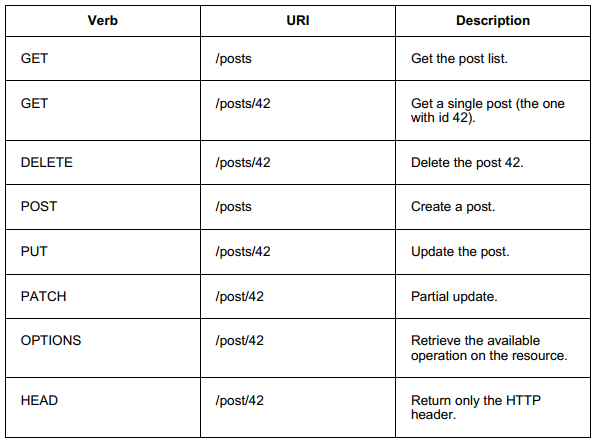 Verb URI Description
GET /posts Get the post list.
GET /posts/42 Get a single post (the one
with id 42).
DELETE /posts/42 Delete the post 42.
POST /posts Create a post.
PUT /posts/42 Update the post.
PATCH /post/42 Partial update.
OPTIONS /post/42 Retrieve the available
operation on the resource.
HEAD /post/42 Return only the HTTP
header.